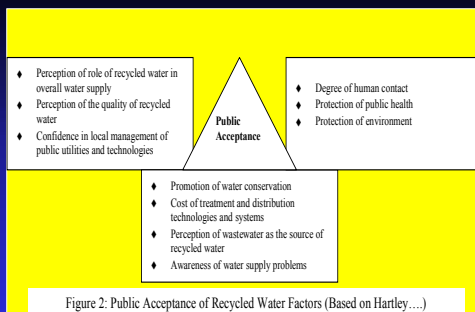 ♦ Perception of role of recycled water in
overall water supply
♦ Perception of the quality of recycled
water
♦ Confidence in local management of
public utilities and technologies
Public
Acceptance
♦ Degree of human contact
♦ Protection of public health
♦ Protection of environment
♦ Promotion of water conservation
♦ Cost of treatment and distribution
technologies and systems
♦ Perception of wastewater as the source of
recycled water
♦ Awareness of water supply problems
Figure 2: Public Acceptance of Recycled Water Factors (Based on Hartley….)